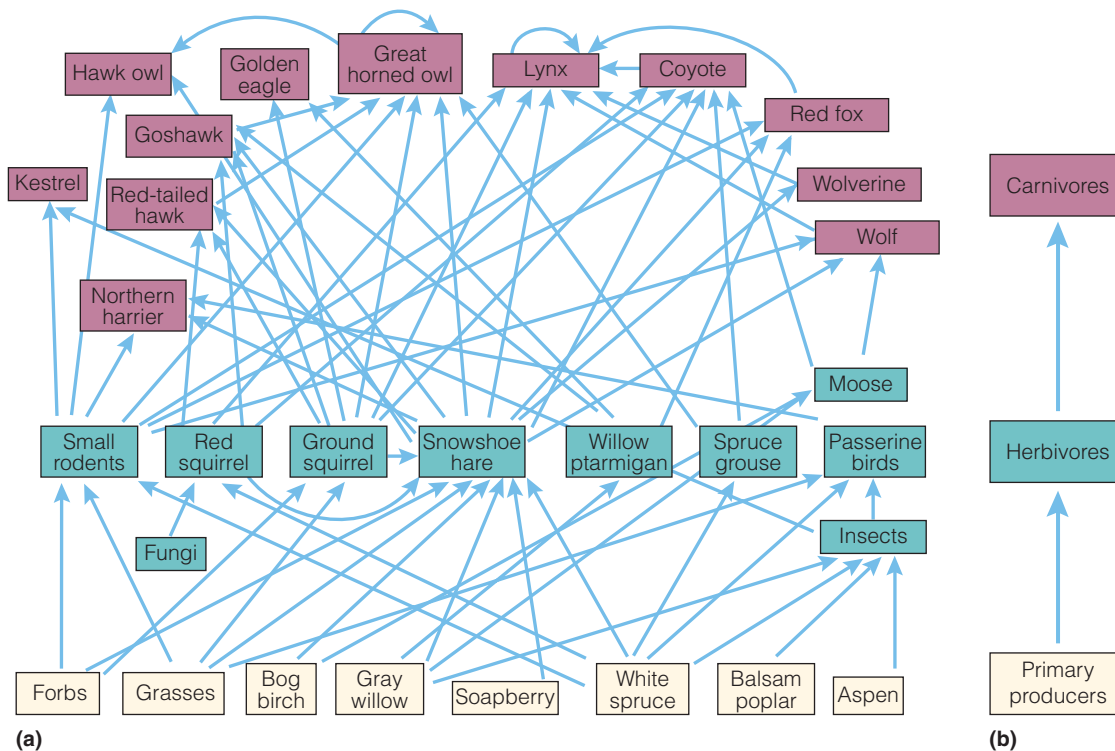 Hawk owl
Golden
eagle
Great
horned owl
Lynx
Coyote
Red fox
Goshawk
Kestrel
Red-tailed
hawk
Wolverine
Wolf
Northern
harrier
Moose
Small
rodents
Red
squirrel
Ground
squirrel
Snowshoe
hare
Willow
ptarmigan
Spruce
grouse
Passerine
birds
Fungi
Insects
Forbs
Grasses
Bog
birch
Gray
willow
Soapberry
White
spruce
Balsam
poplar
Aspen
(a)
Carnivores
Herbivores
Primary
producers
(b)